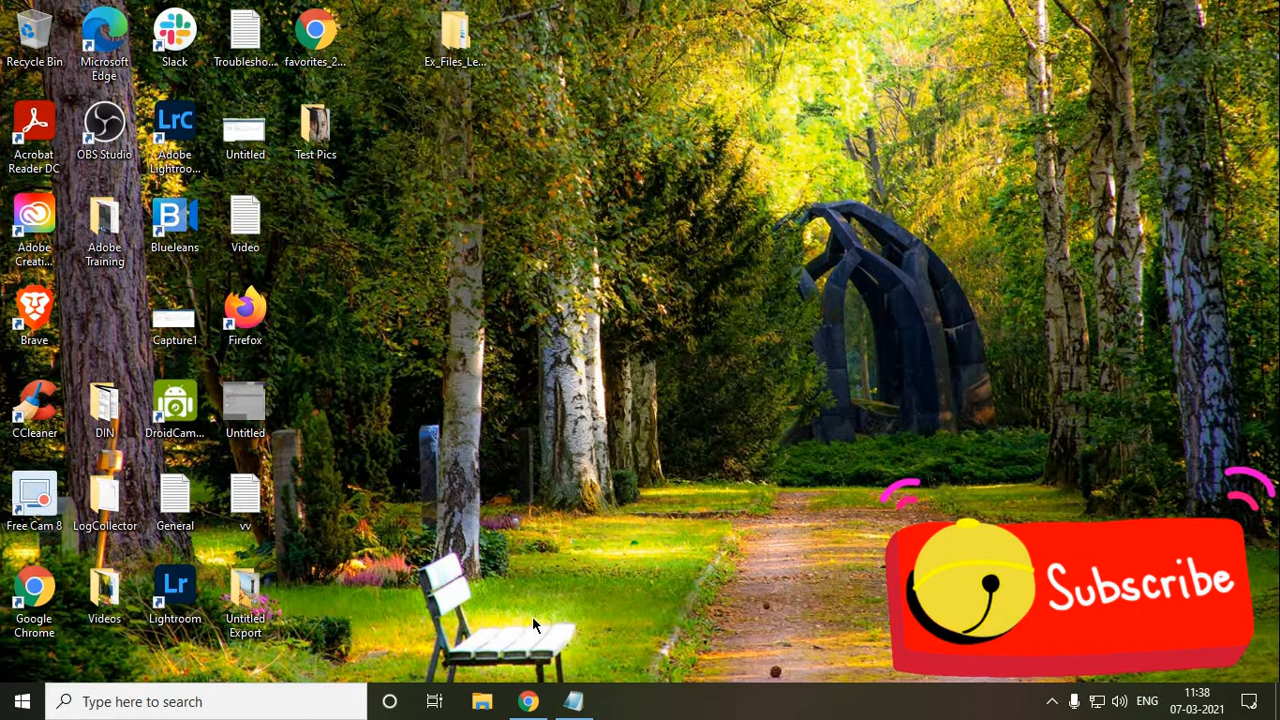 Recycle Bin
Microsoft
Edge
Slack
Troublesho...
favorites_2...
Ex_Files_Le...
Acrobat
Reader DC
OBS Studio
LrC
Adobe
Lightroo...
Untitled
Test Pics
Adobe
Creati...
Adobe
Training
B
BlueJeans
Video
Brave
Capture1
Firefox
CCleaner
DIN
DroidCam...
Untitled
Free Cam 8
LogCollector
General
vv
Google
Chrome
Videos
Lr
Lightroom
Untitled
Export
Subscribe
Type here to search
ENG
11:38
07-03-2021